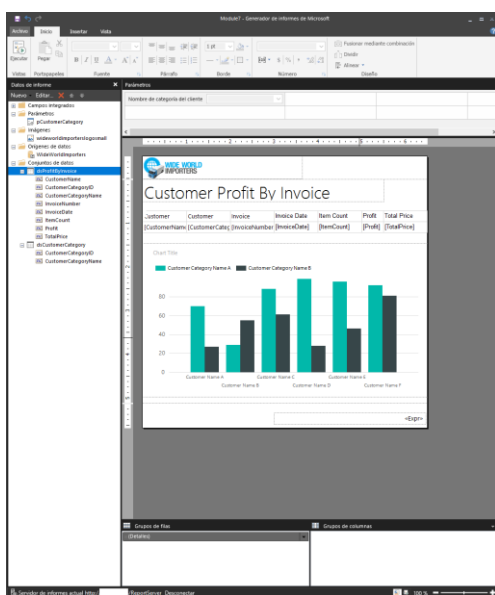 Module7 - Generador de informes de Microsoft
Archivo Inicio Insertar Vista
Ejecutar Pegar
B I U A
1 pt
Fusionar mediante combinación
Dividir
Alinear
Vistas Portapapeles Fuente Párrafo Borde Número Diseño
Datos de informe
Parámetros
Nuevo Editar...
Nombre de categoría del cliente
Campos integrados
Parámetros
pCustomerCategory
Imágenes
wideworldimporterslogosmall
Orígenes de datos
WideWorldImporters
Conjuntos de datos
dsProfitByInvoice
CustomerName
CustomerCategoryID
CustomerCategoryName
InvoiceNumber
InvoiceDate
ItemCount
Profit
TotalPrice
dsCustomerCategory
CustomerCategoryID
CustomerCategoryName
WIDE WORLD
IMPORTERS
Customer Profit By Invoice
Customer Customer Invoice Invoice Date Item Count Profit Total Price
[CustomerName [CustomerCateg [InvoiceNumber [InvoiceDate] [ItemCount] [Profit] [TotalPrice]
Chart Title
Customer Category Name A Customer Category Name B
80
60
40
20
0
Customer Name A Customer Name C Customer Name E
Customer Name B Customer Name D Customer Name F
«Expr»
Grupos de filas
Grupos de columnas
(Detalles)
Servidor de informes actual http: /ReportServer Desconectar
100 %